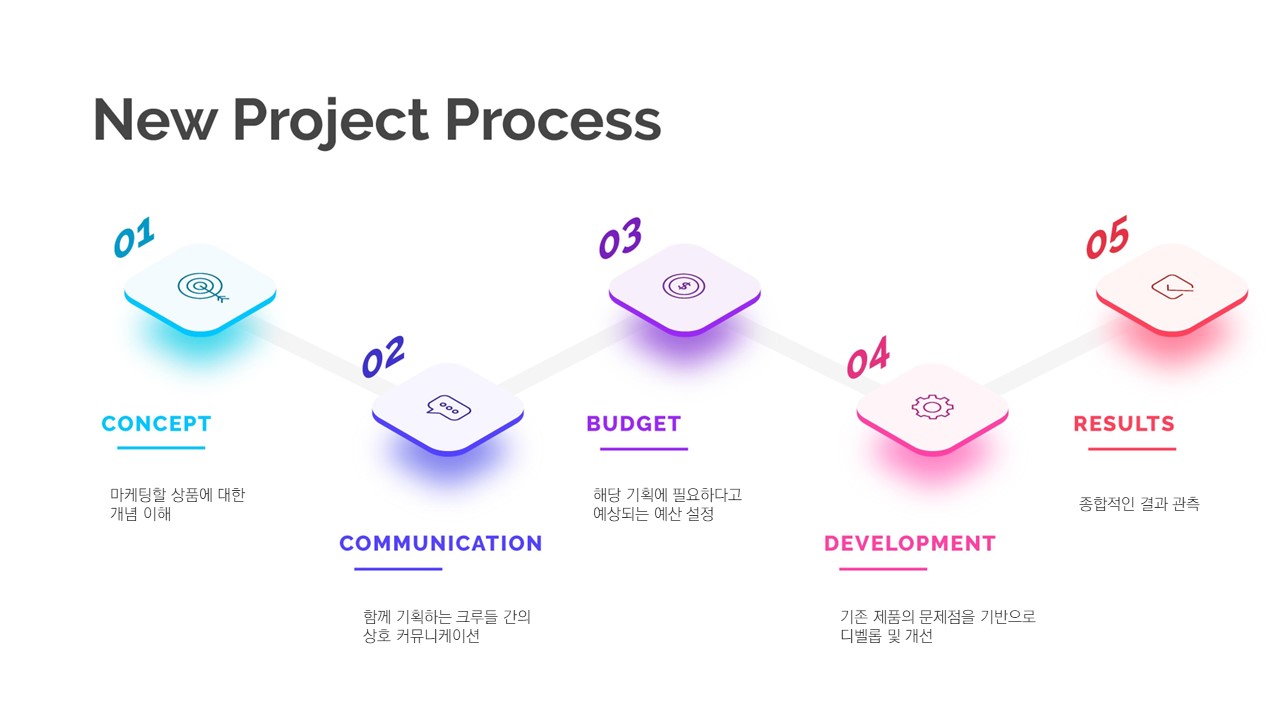 New Project Process
01
CONCEPT
마케팅할 상품에 대한
개념 이해
02
COMMUNICATION
함께 기획하는 크루들 간의
상호 커뮤니케이션
03
$
BUDGET
해당 기획에 필요하다고
예상되는 예산 설정
04
DEVELOPMENT
기존 제품의 문제점을 기반으로
디벨롭 및 개선
05
RESULTS
종합적인 결과 관측